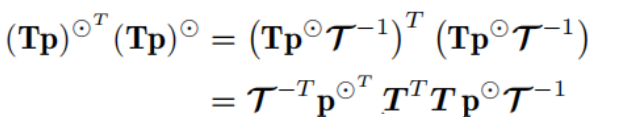 (Tp)^{⊙^T} (Tp)^⊙ = (Tp^⊙ 𝓣^{-1})^T (Tp^⊙ 𝓣^{-1})
= 𝓣^{-T} p^{⊙^T} T^T T p^⊙ 𝓣^{-1}